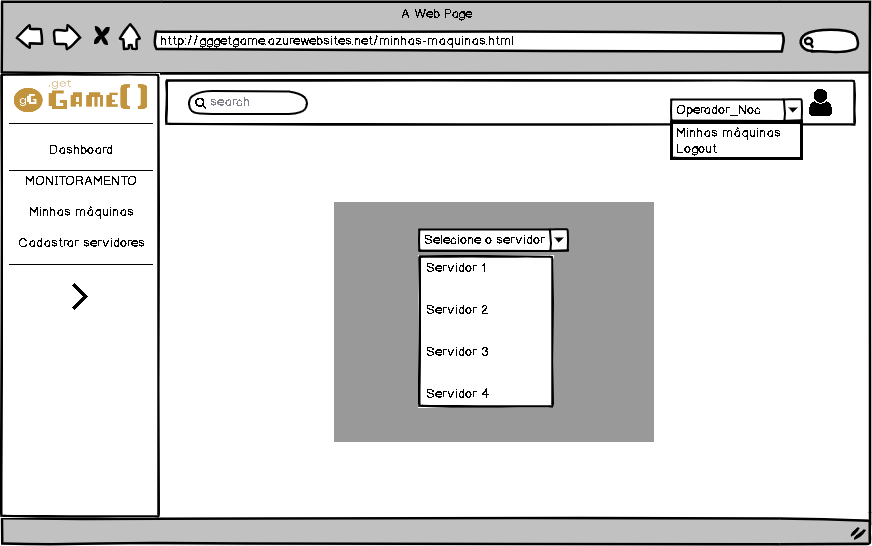 A Web Page
http://gggetgame.azurewebsites.net/minhas-maquinas.html
.get
gG GAME[]
search
Operador_Noc
Minhas máquinas
Logout
Dashboard
MONITORAMENTO
Minhas máquinas
Cadastrar servidores
Selecione o servidor
Servidor 1
Servidor 2
Servidor 3
Servidor 4